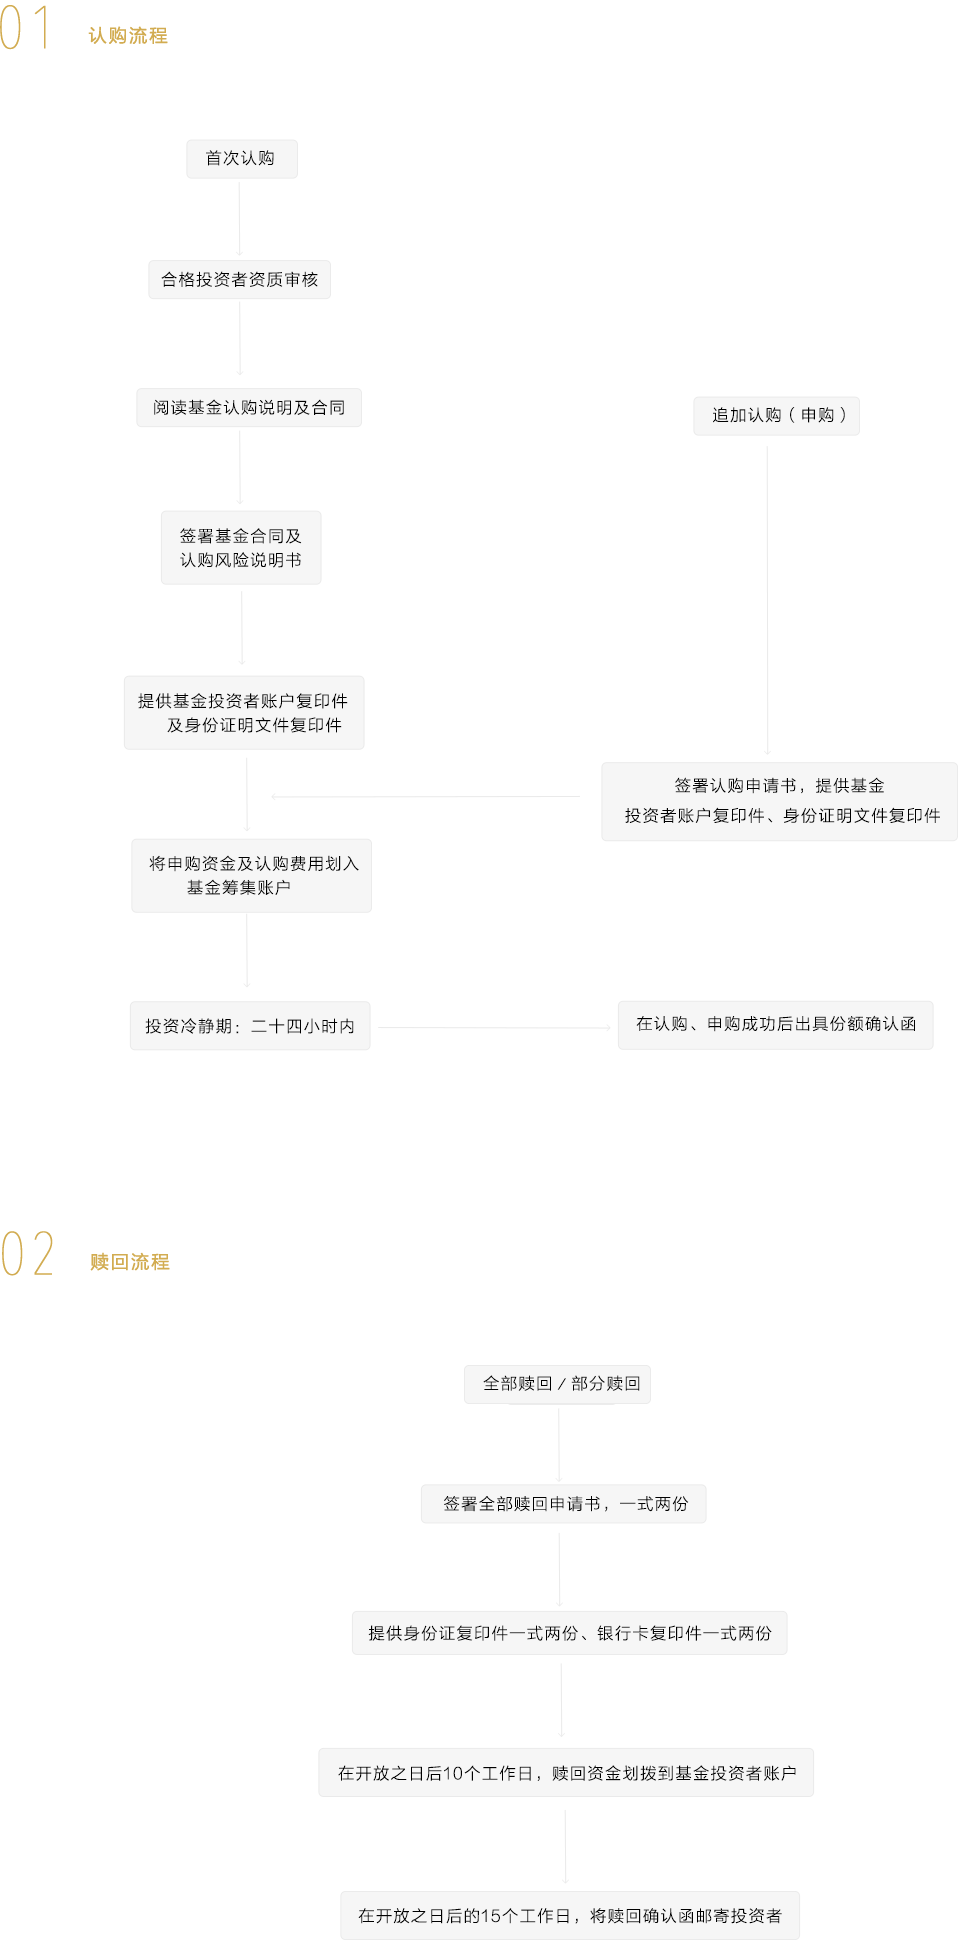 01 认购流程
首次认购
合格投资者资质审核
阅读基金认购说明及合同
追加认购（申购）
签署基金合同及
认购风险说明书
提供基金投资者账户复印件
及身份证明文件复印件
签署认购申请书，提供基金
投资者账户复印件、身份证明文件复印件
将申购资金及认购费用划入
基金筹集账户
投资冷静期：二十四小时内
在认购、申购成功后出具份额确认函
02 赎回流程
全部赎回 / 部分赎回
签署全部赎回申请书，一式两份
提供身份证复印件一式两份、银行卡复印件一式两份
在开放之日后10个工作日，赎回资金划拨到基金投资者账户
在开放之日后的15个工作日，将赎回确认函邮寄投资者